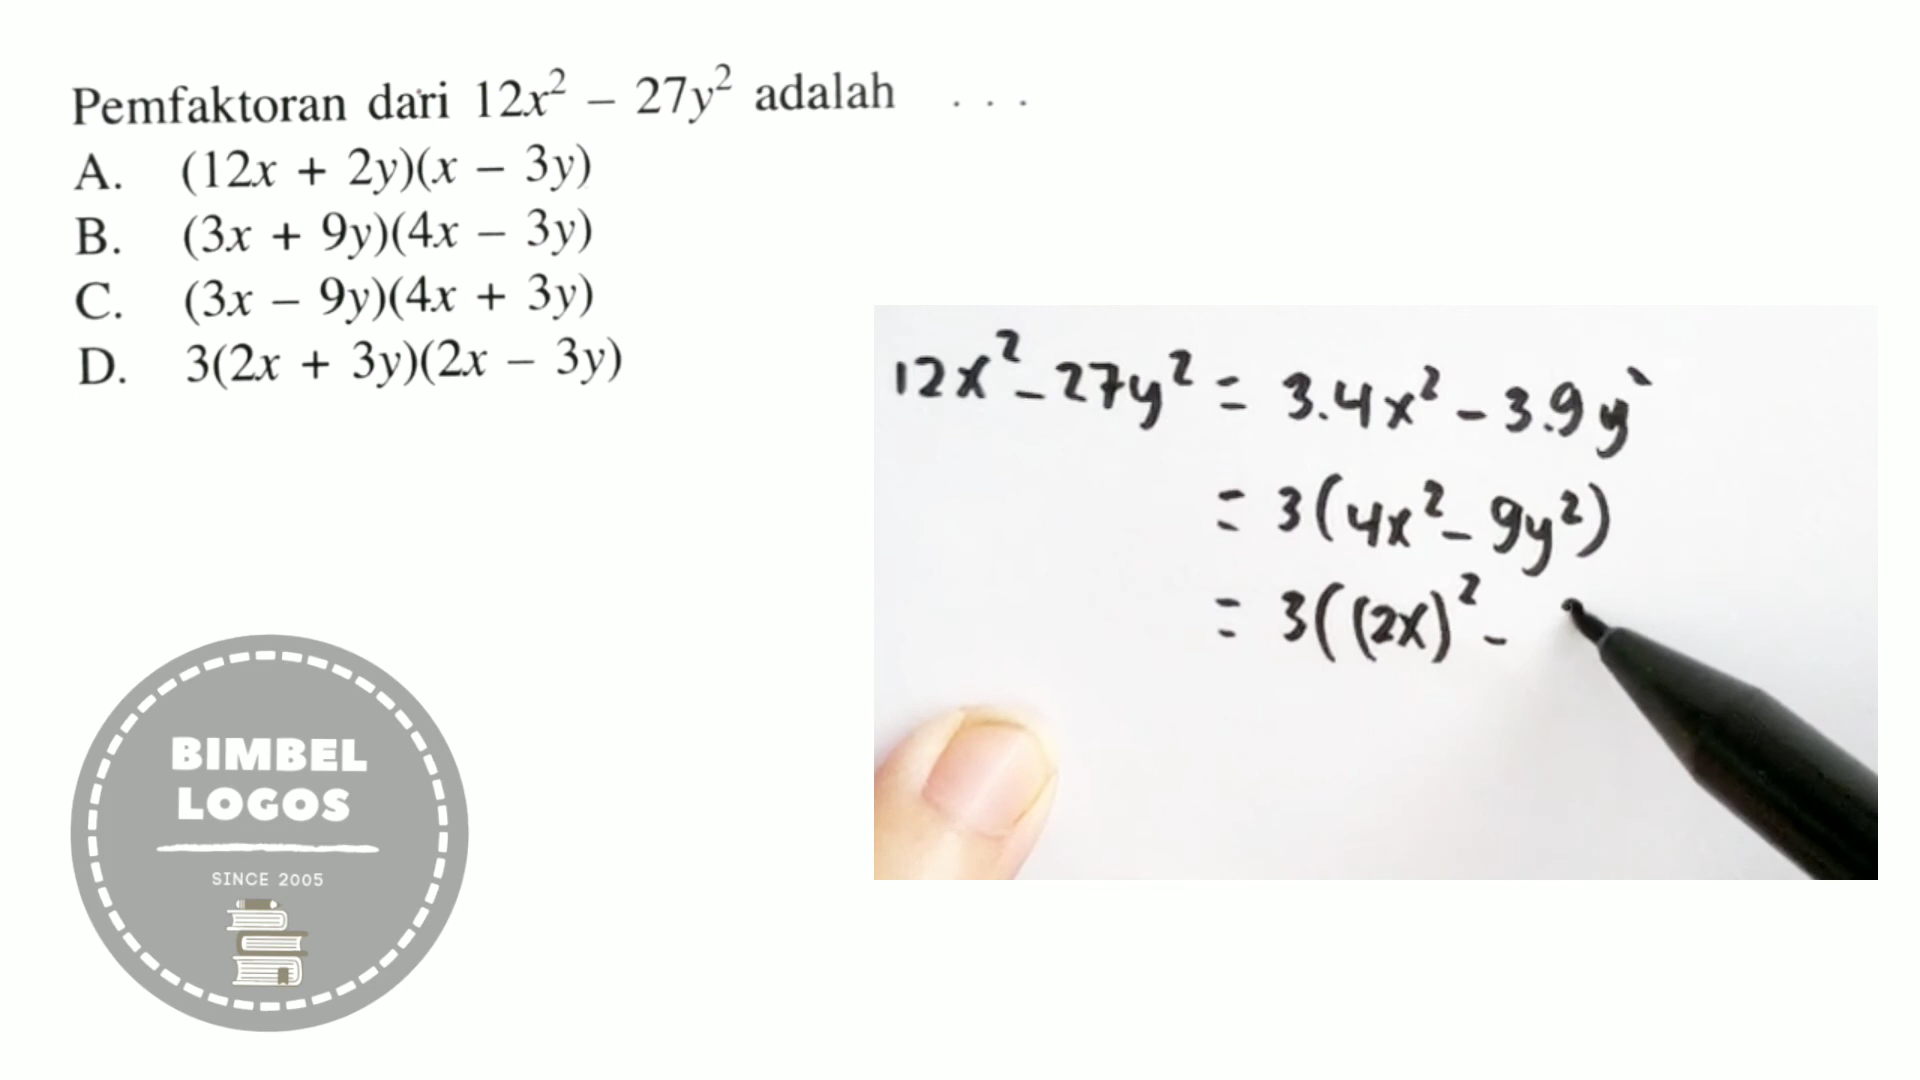 Pemfaktoran dari 12x² – 27y² adalah . . .
A. (12x + 2y)(x – 3y)
B. (3x + 9y)(4x – 3y)
C. (3x – 9y)(4x + 3y)
D. 3(2x + 3y)(2x – 3y)
12x² - 27y² = 3.4x² - 3.9y
= 3(4x² - 9y²)
= 3((2x)² -
BIMBEL
LOGOS
SINCE 2005